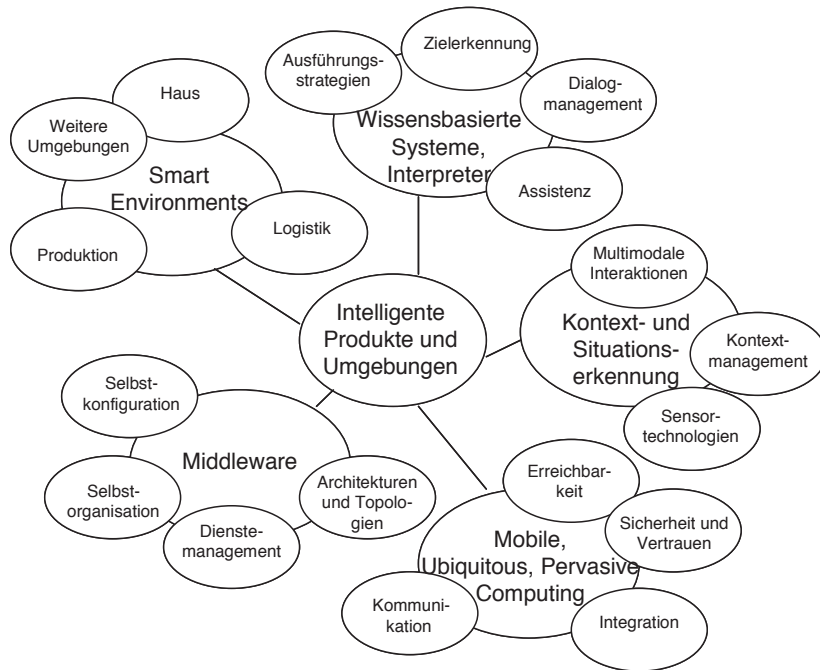 Zielerkennung
Ausführungs-
strategien
Dialog-
management
Wissensbasierte
Systeme,
Interpreter
Assistenz
Haus
Weitere
Umgebungen
Smart
Environments
Logistik
Produktion
Multimodale
Interaktionen
Kontext- und
Situations-
erkennung
Kontext-
management
Sensor-
technologien
Intelligente
Produkte und
Umgebungen
Selbst-
konfiguration
Middleware
Selbst-
organisation
Dienste-
management
Architekturen
und Topolo-
gien
Erreichbar-
keit
Sicherheit und
Vertrauen
Mobile,
Ubiquitous, Pervasive
Computing
Kommuni-
kation
Integration